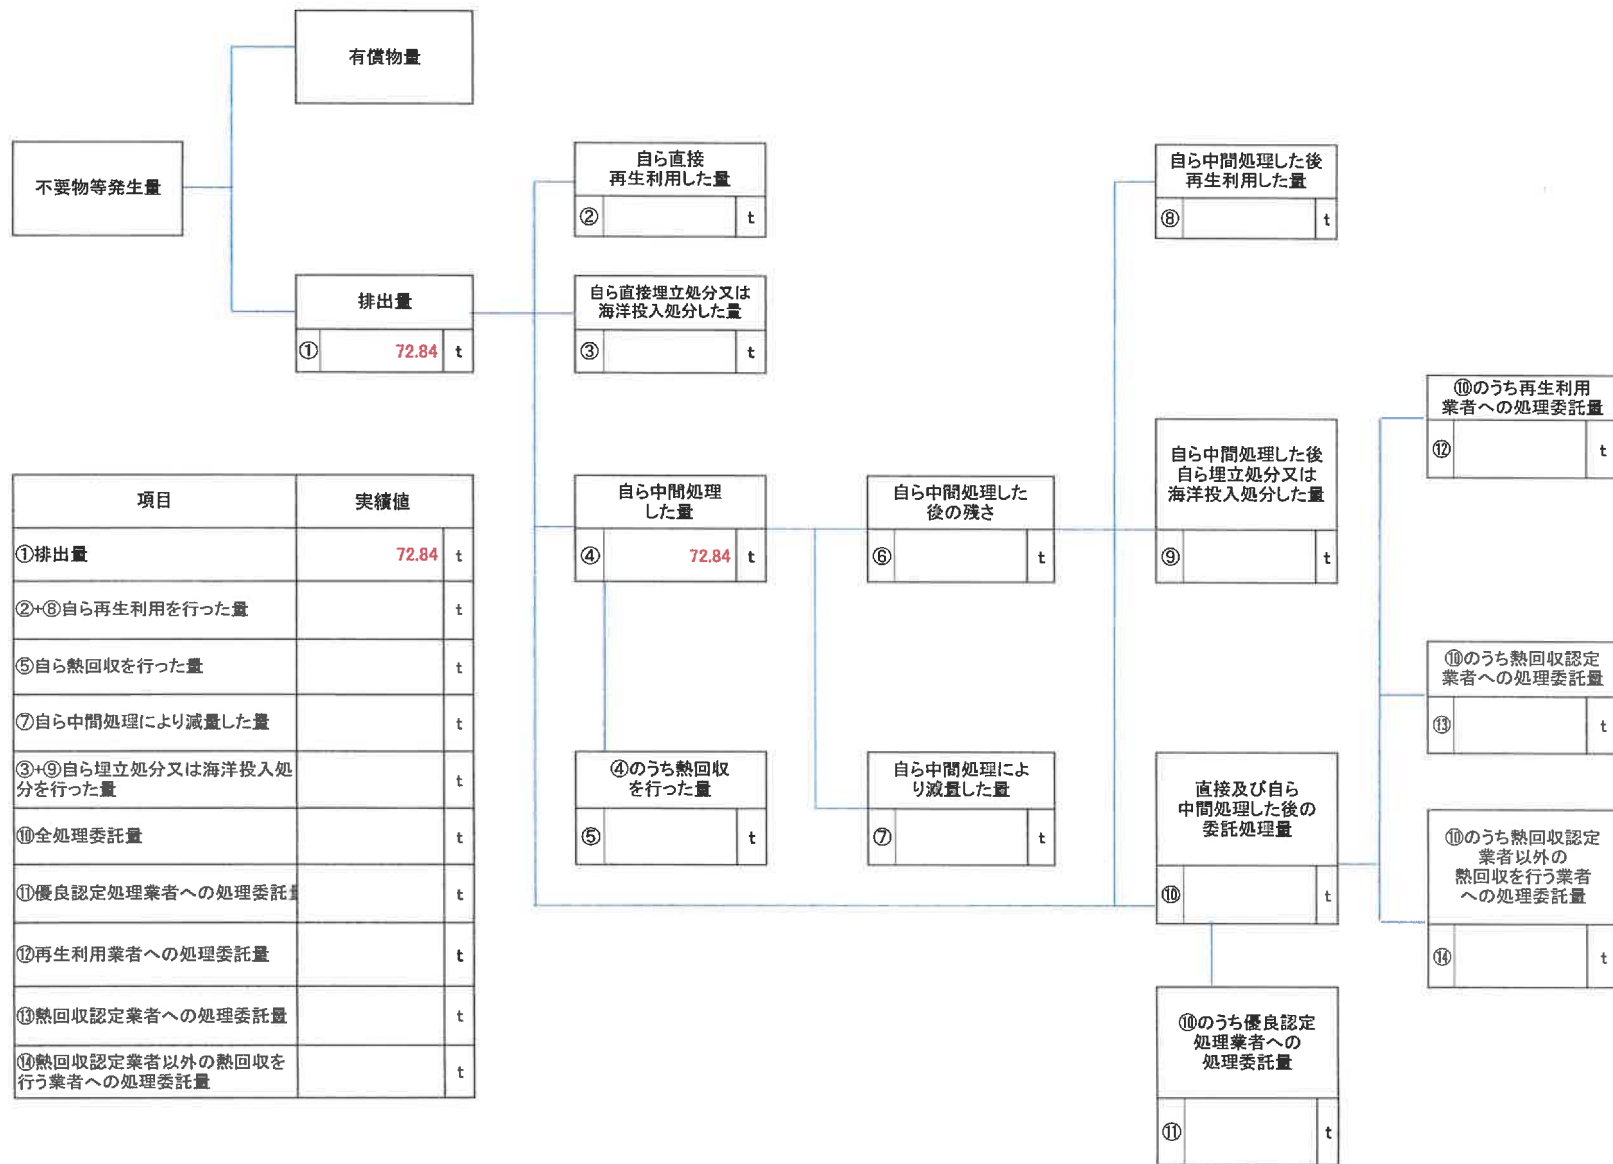 有償物量
不要物等発生量
排出量
① 72.84 t
自ら直接
再生利用した量
② t
自ら直接埋立処分又は
海洋投入処分した量
③ t
自ら中間処理
した量
④ 72.84 t
④のうち熱回収
を行った量
⑤ t
自ら中間処理した
後の残さ
⑥ t
自ら中間処理によ
り減量した量
⑦ t
自ら中間処理した後
再生利用した量
⑧ t
自ら中間処理した後
自ら埋立処分又は
海洋投入処分した量
⑨ t
直接及び自ら
中間処理した後の
委託処理量
⑩ t
⑩のうち優良認定
処理業者への
処理委託量
⑪ t
⑩のうち再生利用
業者への処理委託量
⑫ t
⑩のうち熱回収認定
業者への処理委託量
⑬ t
⑩のうち熱回収認定
業者以外の
熱回収を行う業者
への処理委託量
⑭ t
項目 実績値
①排出量 72.84 t
②+⑧自ら再生利用を行った量 t
⑤自ら熱回収を行った量 t
⑦自ら中間処理により減量した量 t
③+⑨自ら埋立処分又は海洋投入処
分を行った量 t
⑩全処理委託量 t
⑪優良認定処理業者への処理委託量 t
⑫再生利用業者への処理委託量 t
⑬熱回収認定業者への処理委託量 t
⑭熱回収認定業者以外の熱回収を
行う業者への処理委託量 t